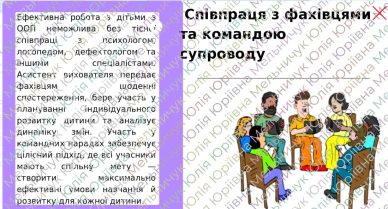 Ефективна робота з дітьми з
ООП неможлива без тісної
співпраці з психологом,
логопедом, дефектологом та
іншими спеціалістами.
Асистент вихователя передає
фахівцям щоденні
спостереження, бере участь у
плануванні індивідуального
розвитку дитини та аналізує
динаміку змін. Участь у
командних нарадах забезпечує
цілісний підхід, де всі учасники
мають спільну мету –
створити максимально
ефективні умови навчання й
розвитку для кожної дитини.
Співпраця з фахівцями
та командою
супроводу